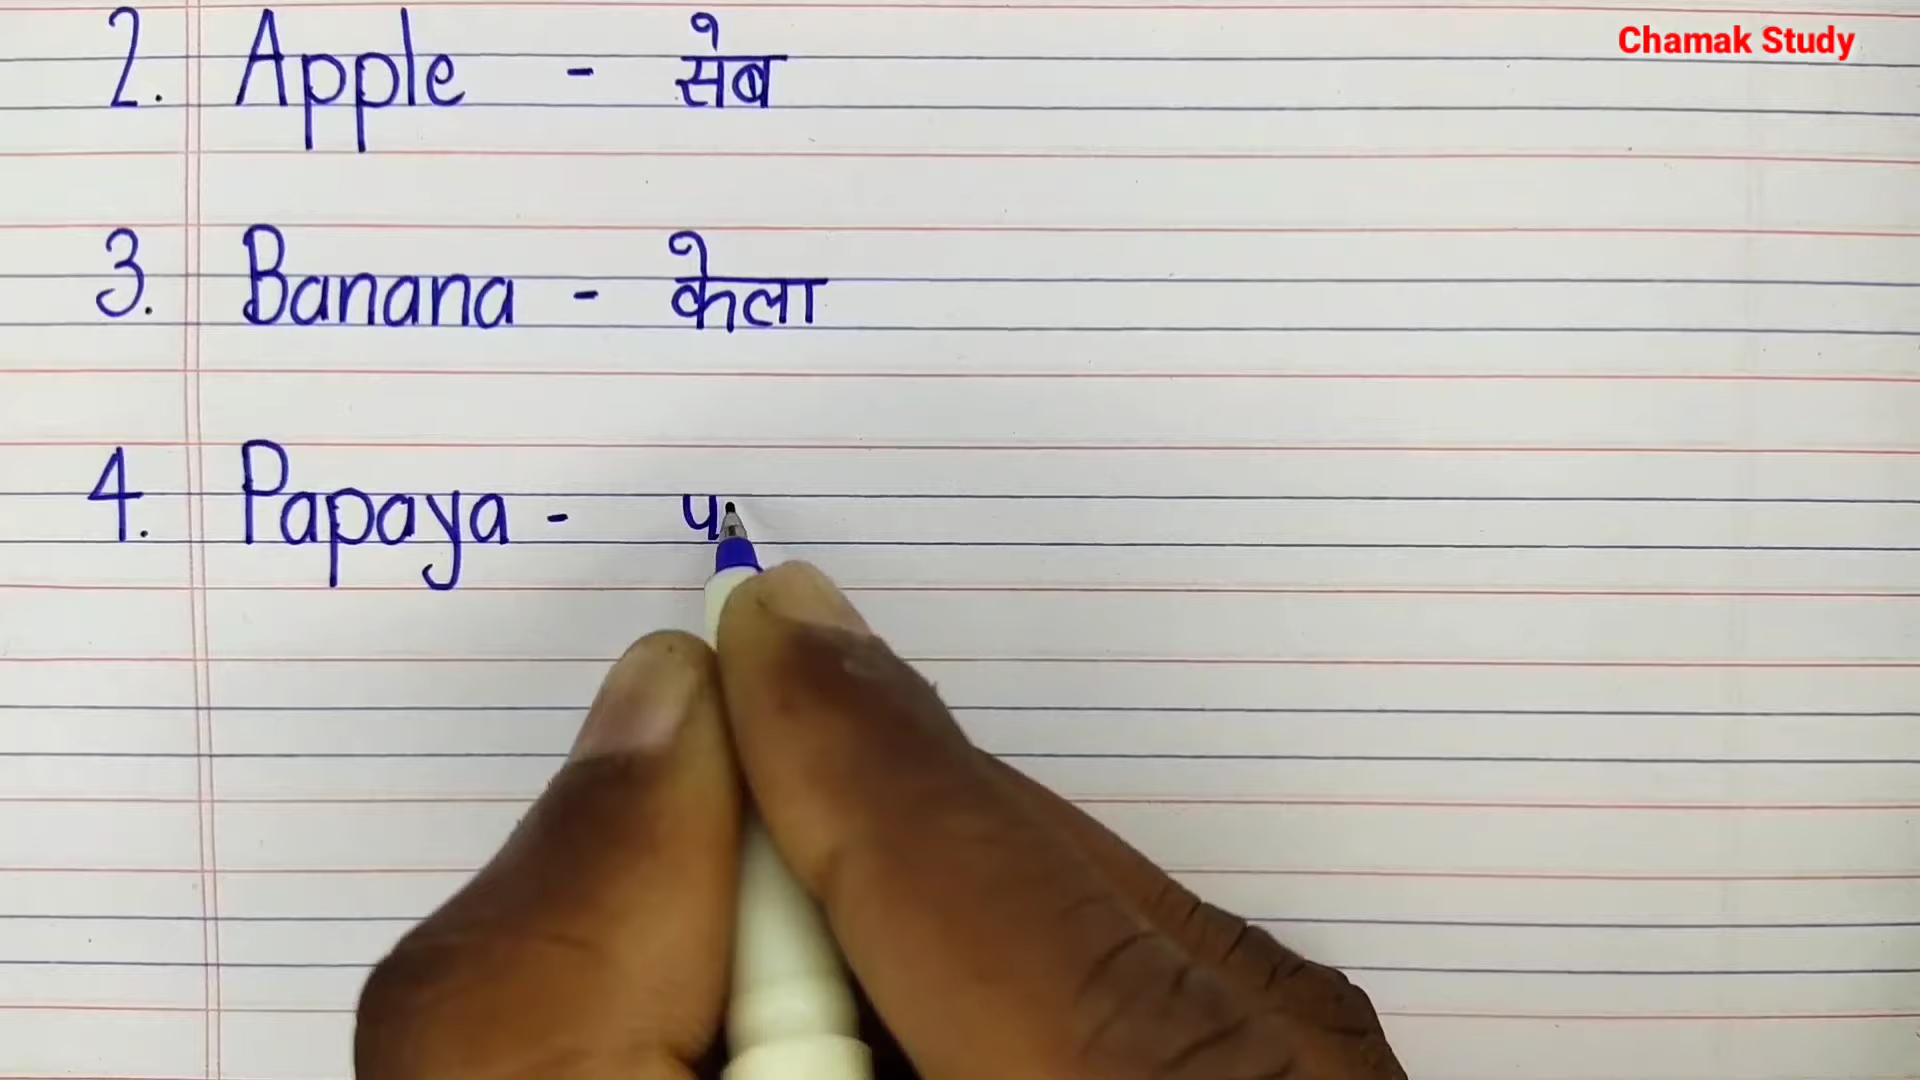 Chamak Study
2. Apple - सेब
3. Banana - केला
4. Papaya - प